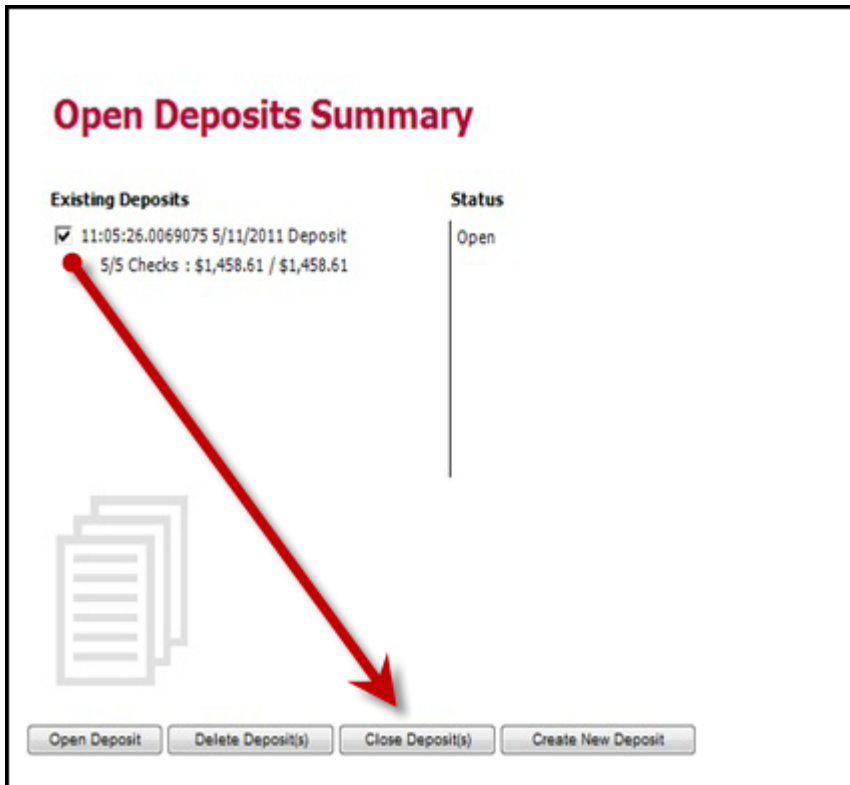 Open Deposits Summary
Existing Deposits Status
11:05:26.0069075 5/11/2011 Deposit Open
5/5 Checks : $1,458.61 / $1,458.61
Open Deposit Delete Deposit(s) Close Deposit(s) Create New Deposit